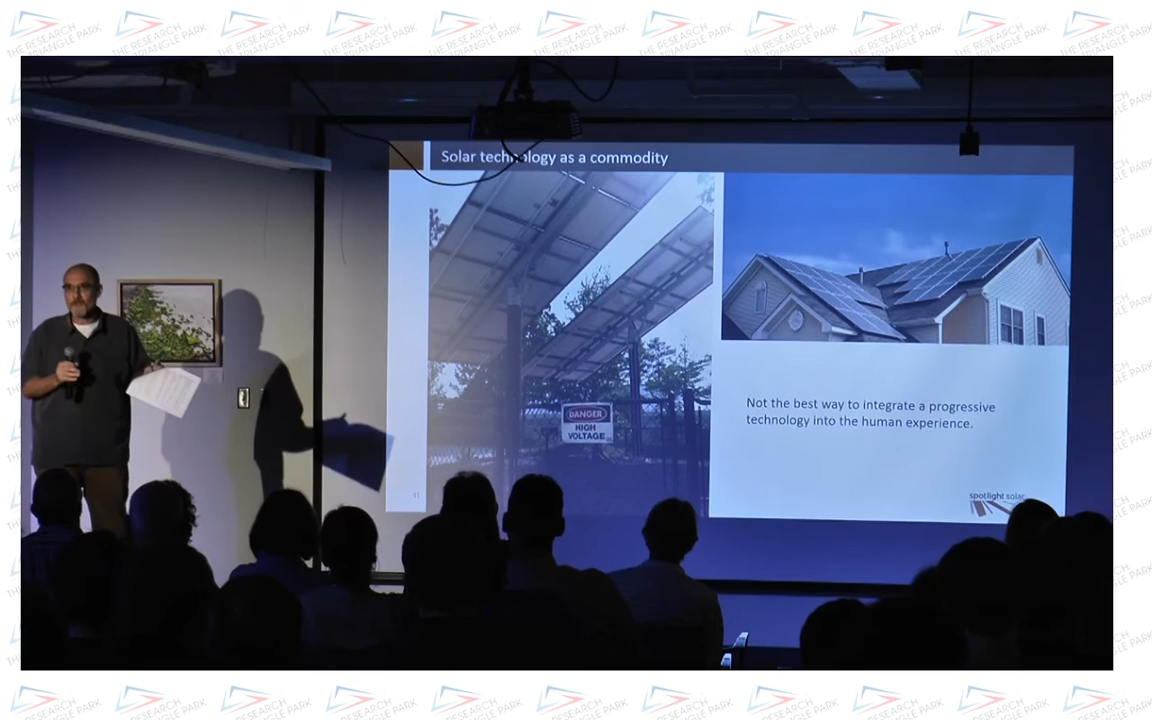 Solar technology as a commodity
DANGER
HIGH
VOLTAGE
Not the best way to integrate a progressive
technology into the human experience.
41
spotlight solar
THE RESEARCH
TRIANGLE PARK